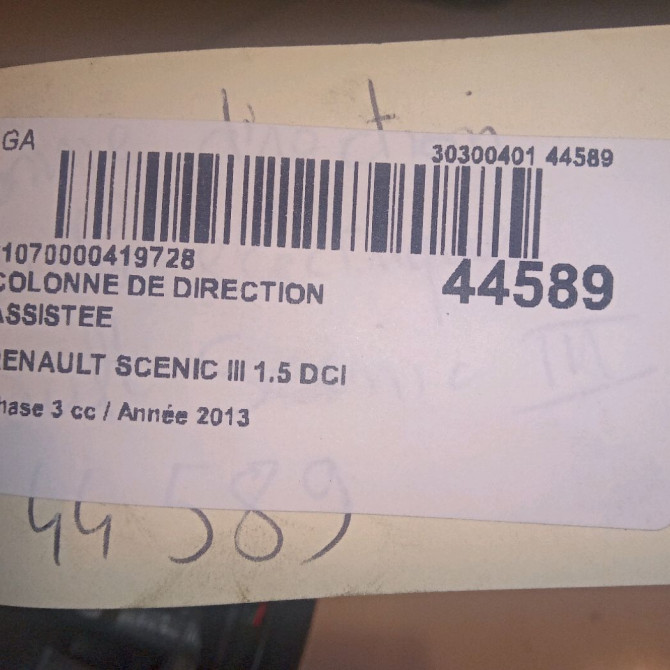 GA
30300401 44589
1070000419728
44589
COLONNE DE DIRECTION
ASSISTEE
RENAULT SCENIC III 1.5 DCI
hase 3 cc / Année 2013
44589